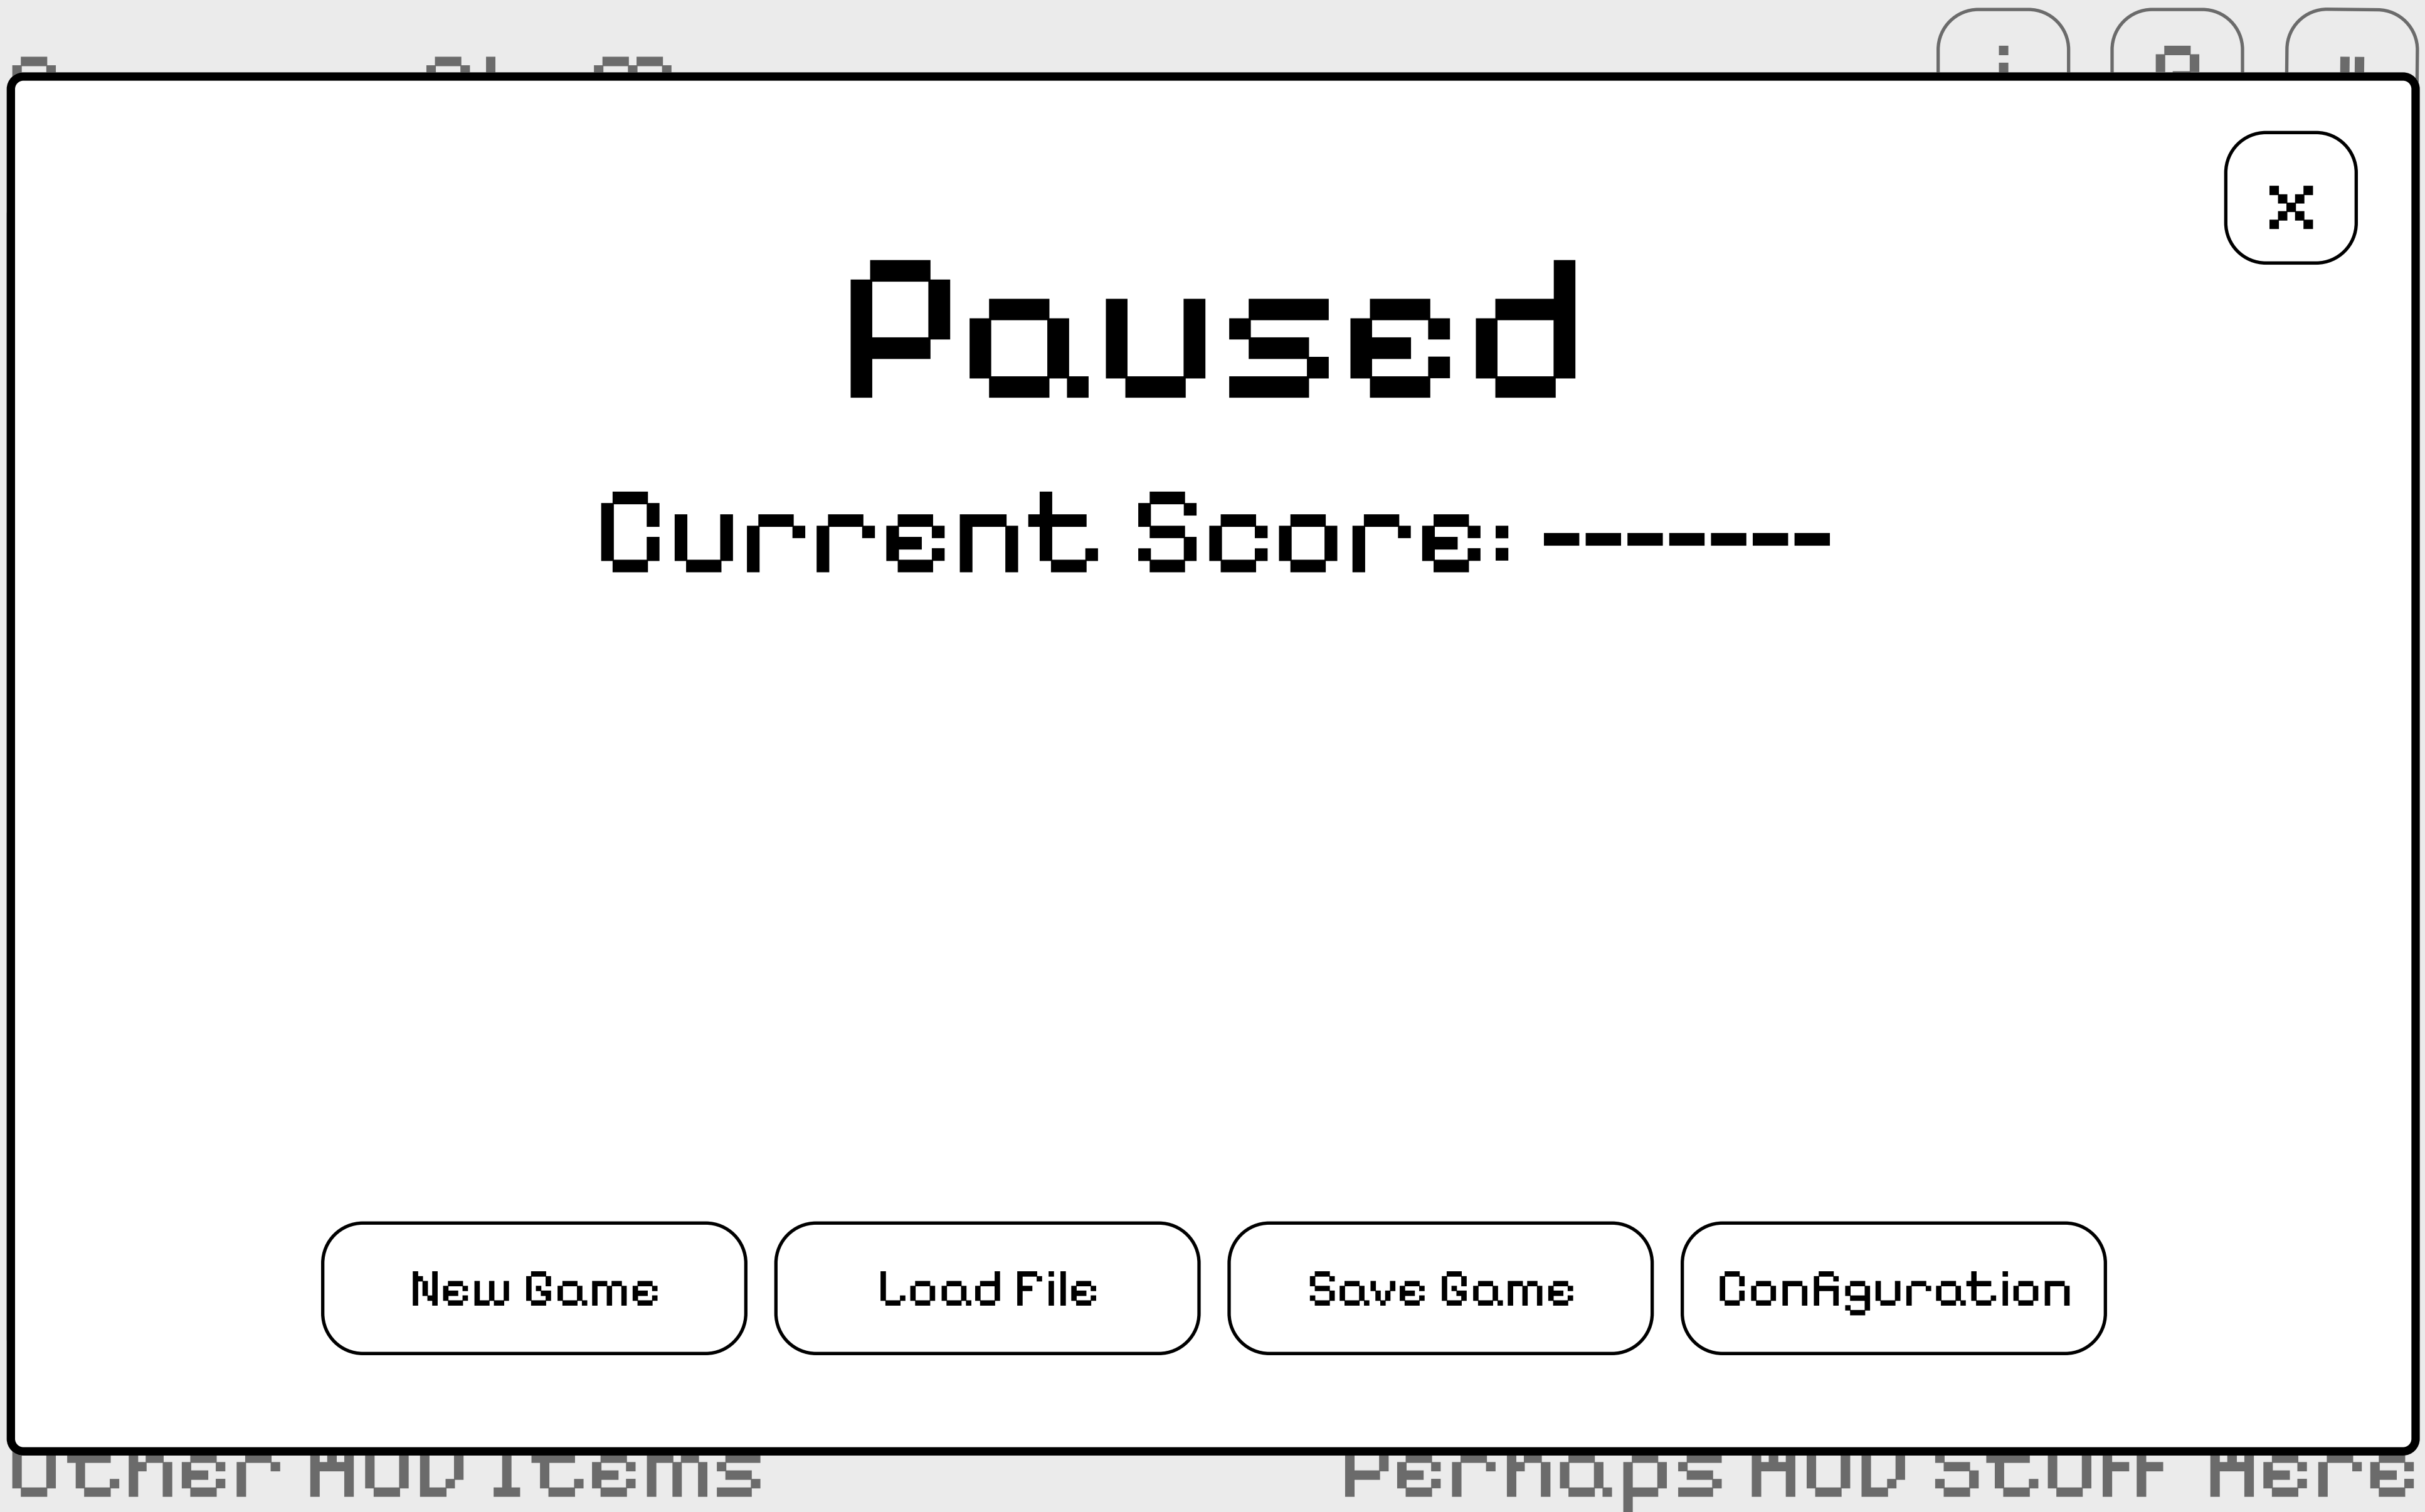 i
x
Paused
Current Score: -------
New Game
Load File
Save Game
Configuration
Other HUD Items
Perhaps HUD Stuff Here